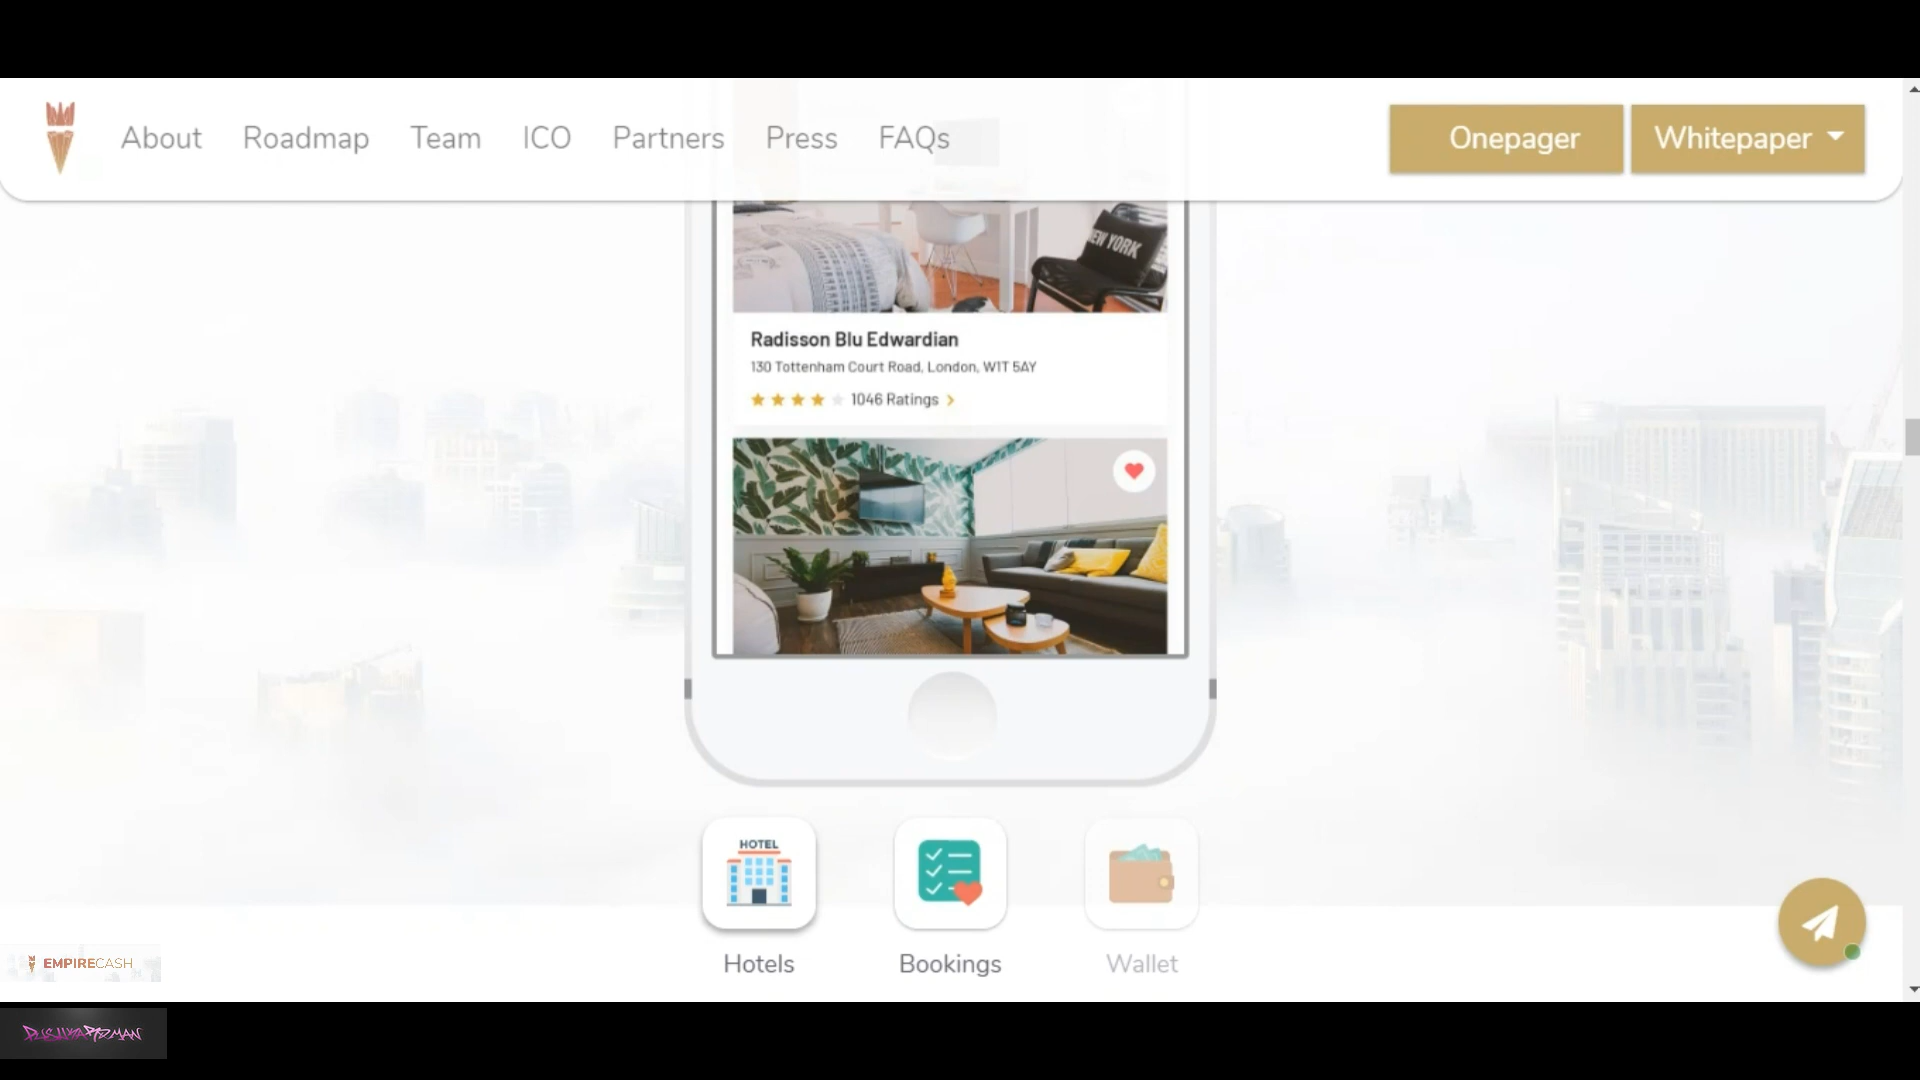 About Roadmap Team ICO Partners Press FAQs Onepager Whitepaper
NEW YORK
Radisson Blu Edwardian
130 Tottenham Court Road, London, W1T 5AY
1046 Ratings
HOTEL
Hotels Bookings Wallet
EMPIRECASH